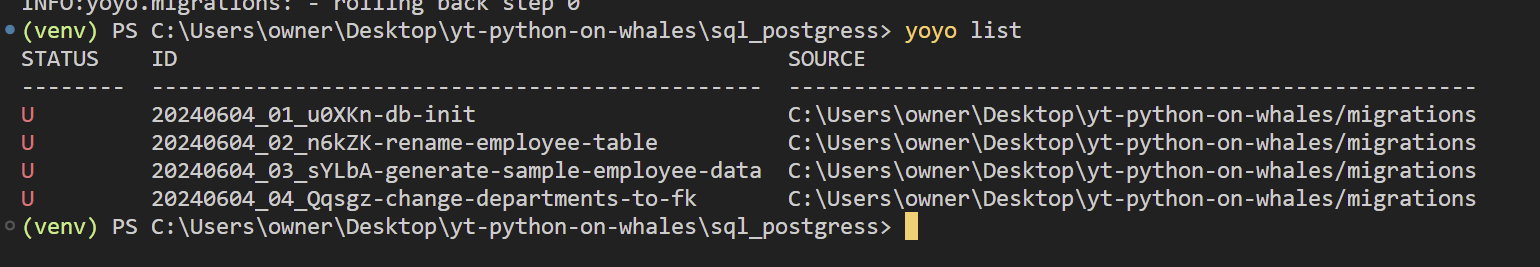 INFO:yoyo.migrations: - rolling back step 0
(venv) PS C:\Users\owner\Desktop\yt-python-on-whales\sql_postgress> yoyo list
STATUS    ID                                               SOURCE
--------  -----------------------------------------------  -----------------------------------------------------
U         20240604_01_u0XKn-db-init                        C:\Users\owner\Desktop\yt-python-on-whales/migrations
U         20240604_02_n6kZK-rename-employee-table          C:\Users\owner\Desktop\yt-python-on-whales/migrations
U         20240604_03_sYLbA-generate-sample-employee-data  C:\Users\owner\Desktop\yt-python-on-whales/migrations
U         20240604_04_Qqsgz-change-departments-to-fk       C:\Users\owner\Desktop\yt-python-on-whales/migrations
(venv) PS C:\Users\owner\Desktop\yt-python-on-whales\sql_postgress>